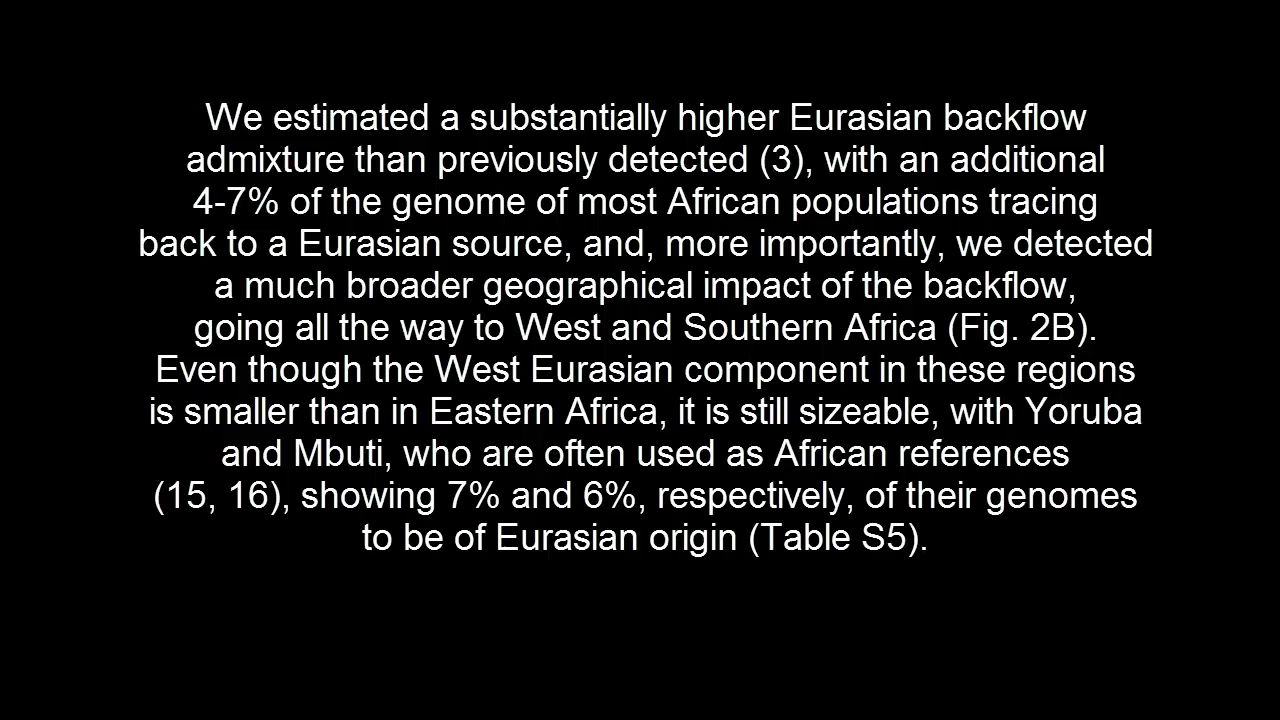 We estimated a substantially higher Eurasian backflow
admixture than previously detected (3), with an additional
4-7% of the genome of most African populations tracing
back to a Eurasian source, and, more importantly, we detected
a much broader geographical impact of the backflow,
going all the way to West and Southern Africa (Fig. 2B).
Even though the West Eurasian component in these regions
is smaller than in Eastern Africa, it is still sizeable, with Yoruba
and Mbuti, who are often used as African references
(15, 16), showing 7% and 6%, respectively, of their genomes
to be of Eurasian origin (Table S5).